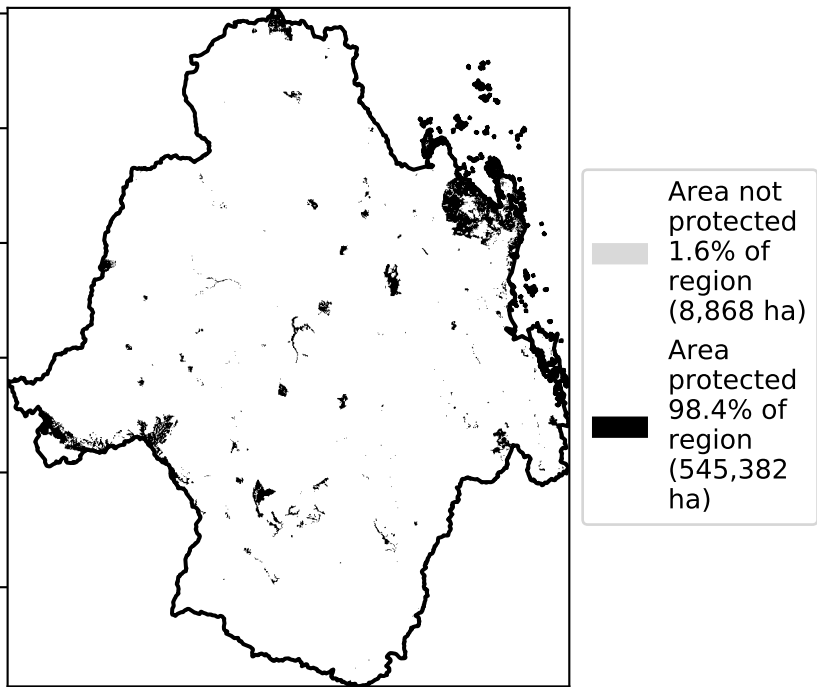 Area not
protected
1.6% of
region
(8,868 ha)
Area
protected
98.4% of
region
(545,382
ha)